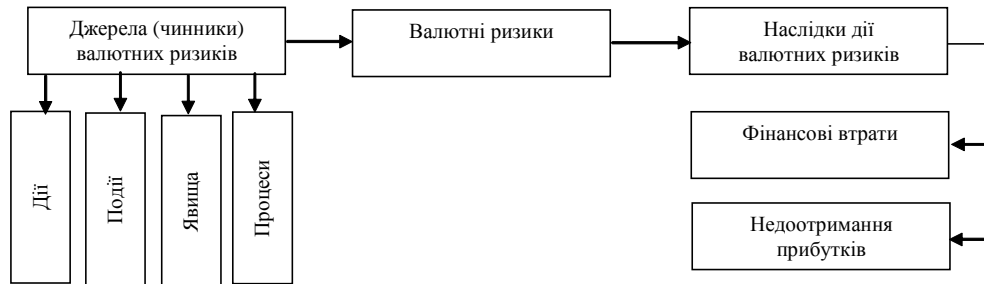 Джерела (чинники)
валютних ризиків
Валютні ризики
Наслідки дії
валютних ризиків
Дії
Події
Явища
Процеси
Фінансові втрати
Недоотримання
прибутків